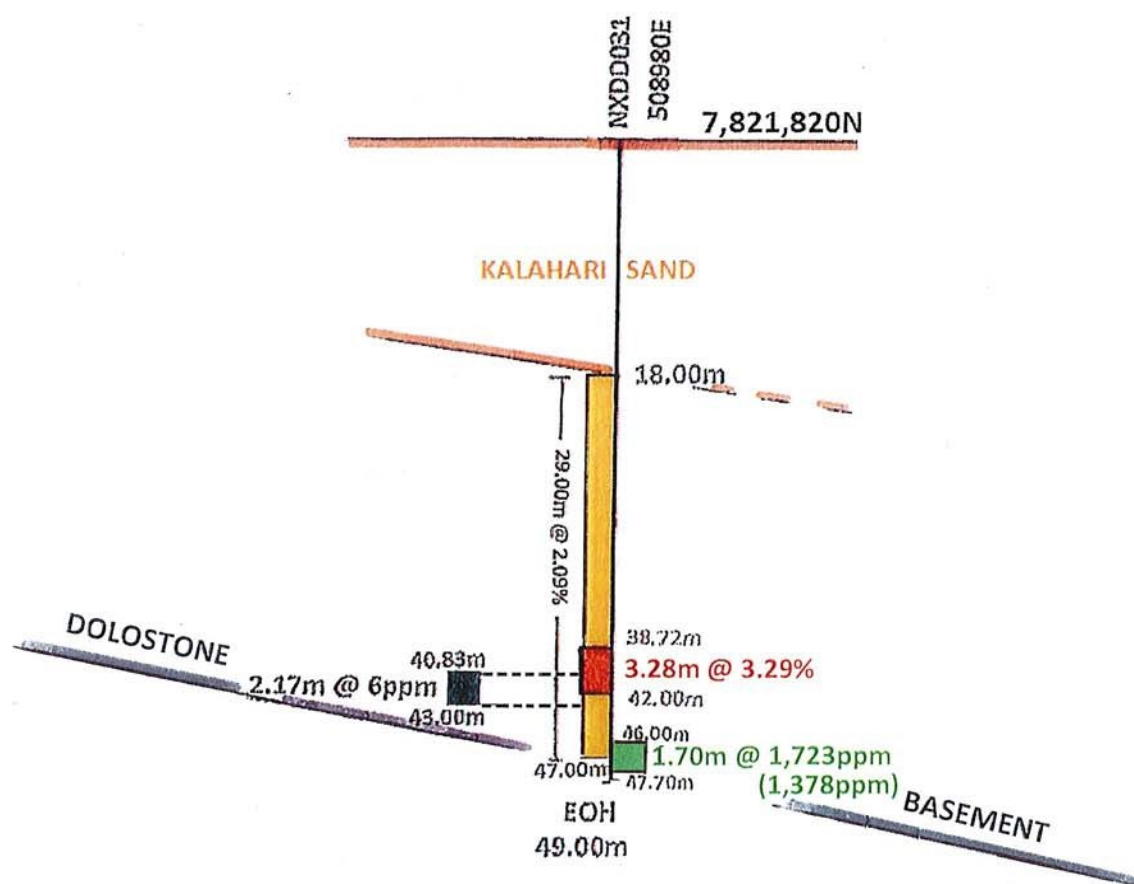 NXDD031
508980E
7,821,820N
KALAHARI SAND
18.00m
29.00m @ 2.09%
38.72m
DOLOSTONE
40.83m
3.28m @ 3.29%
2.17m @ 6ppm
42.00m
43.00m
46.00m
1.70m @ 1,723ppm
47.00m
47.70m
(1,378ppm)
BASEMENT
EOH
49.00m